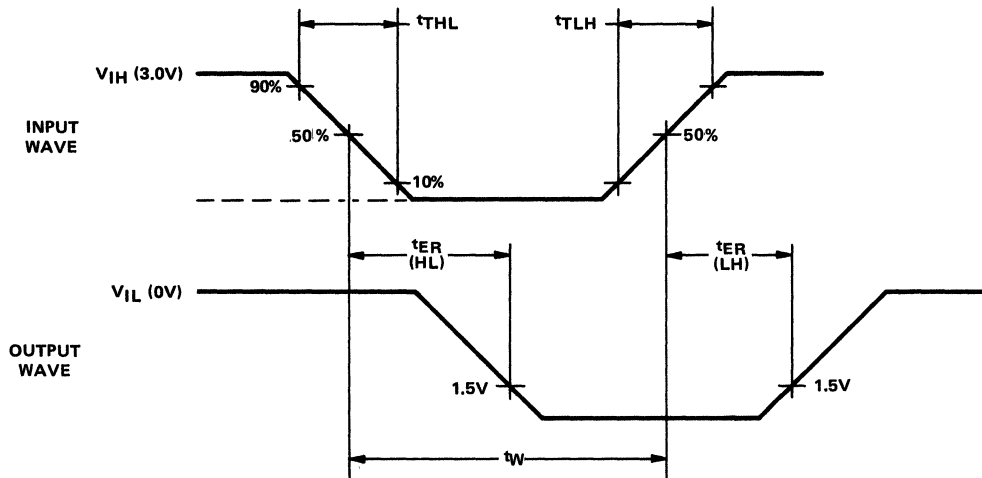 tTHL
tTLH
VIH (3.0V)
90%
INPUT
WAVE
50%
50%
10%
tER
(HL)
tER
(LH)
VIL (0V)
OUTPUT
WAVE
1.5V
1.5V
tW